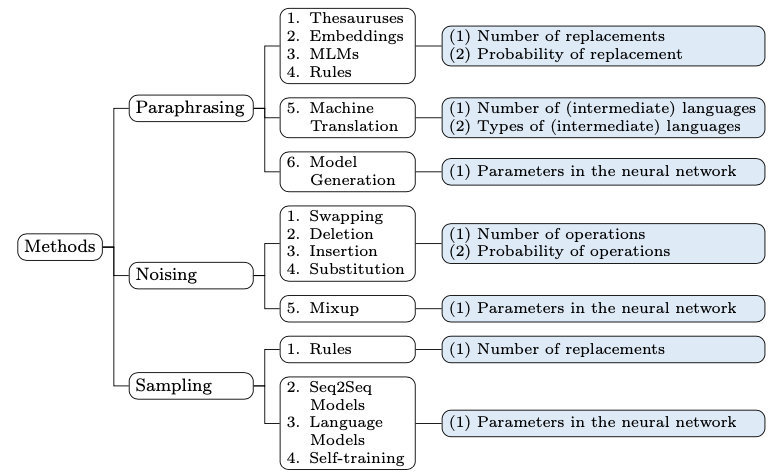 Methods
Paraphrasing
1. Thesauruses
2. Embeddings
3. MLMs
4. Rules
(1) Number of replacements
(2) Probability of replacement
5. Machine
Translation
(1) Number of (intermediate) languages
(2) Types of (intermediate) languages
6. Model
Generation
(1) Parameters in the neural network
Noising
1. Swapping
2. Deletion
3. Insertion
4. Substitution
(1) Number of operations
(2) Probability of operations
5. Mixup
(1) Parameters in the neural network
Sampling
1. Rules
(1) Number of replacements
2. Seq2Seq
Models
3. Language
Models
4. Self-training
(1) Parameters in the neural network